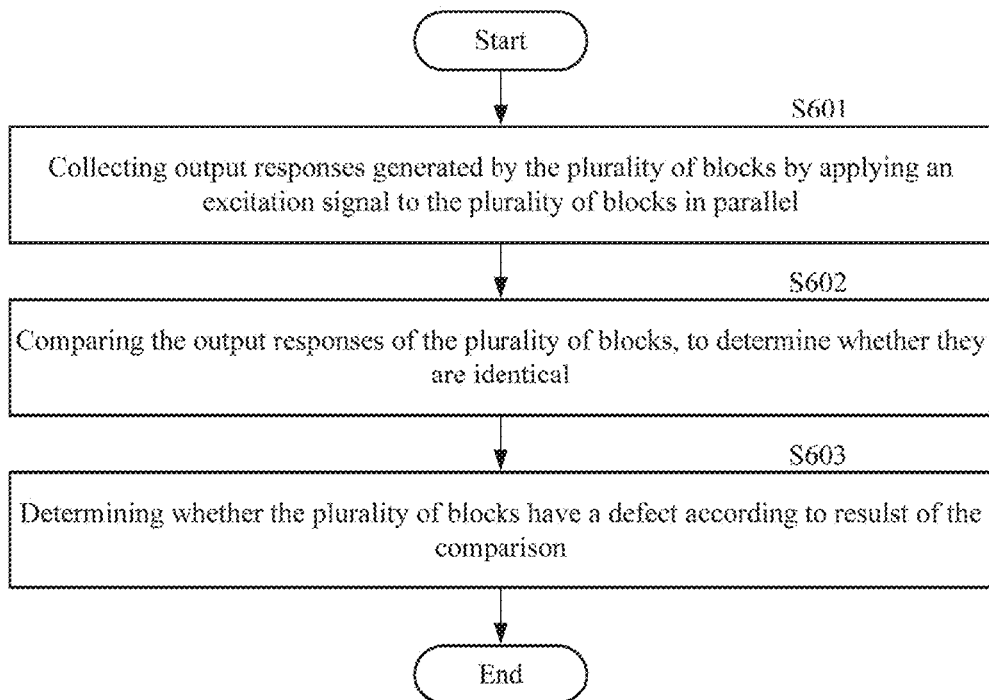 Start
S601
Collecting output responses generated by the plurality of blocks by applying an
excitation signal to the plurality of blocks in parallel
S602
Comparing the output responses of the plurality of blocks, to determine whether they
are identical
S603
Determining whether the plurality of blocks have a defect according to resulst of the
comparison
End